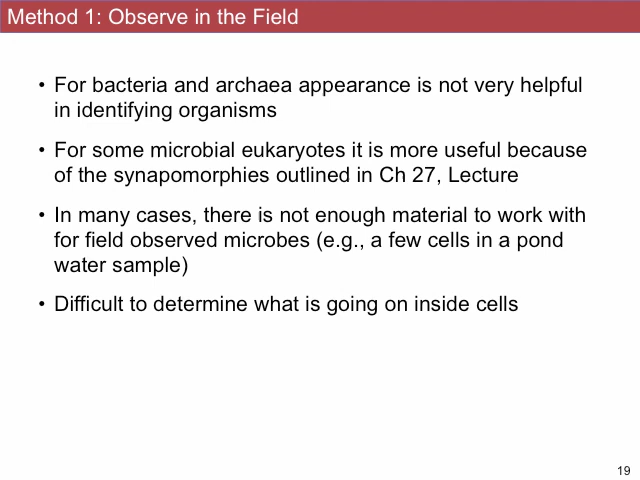 Method 1: Observe in the Field
• For bacteria and archaea appearance is not very helpful
in identifying organisms
• For some microbial eukaryotes it is more useful because
of the synapomorphies outlined in Ch 27, Lecture
• In many cases, there is not enough material to work with
for field observed microbes (e.g., a few cells in a pond
water sample)
• Difficult to determine what is going on inside cells
19